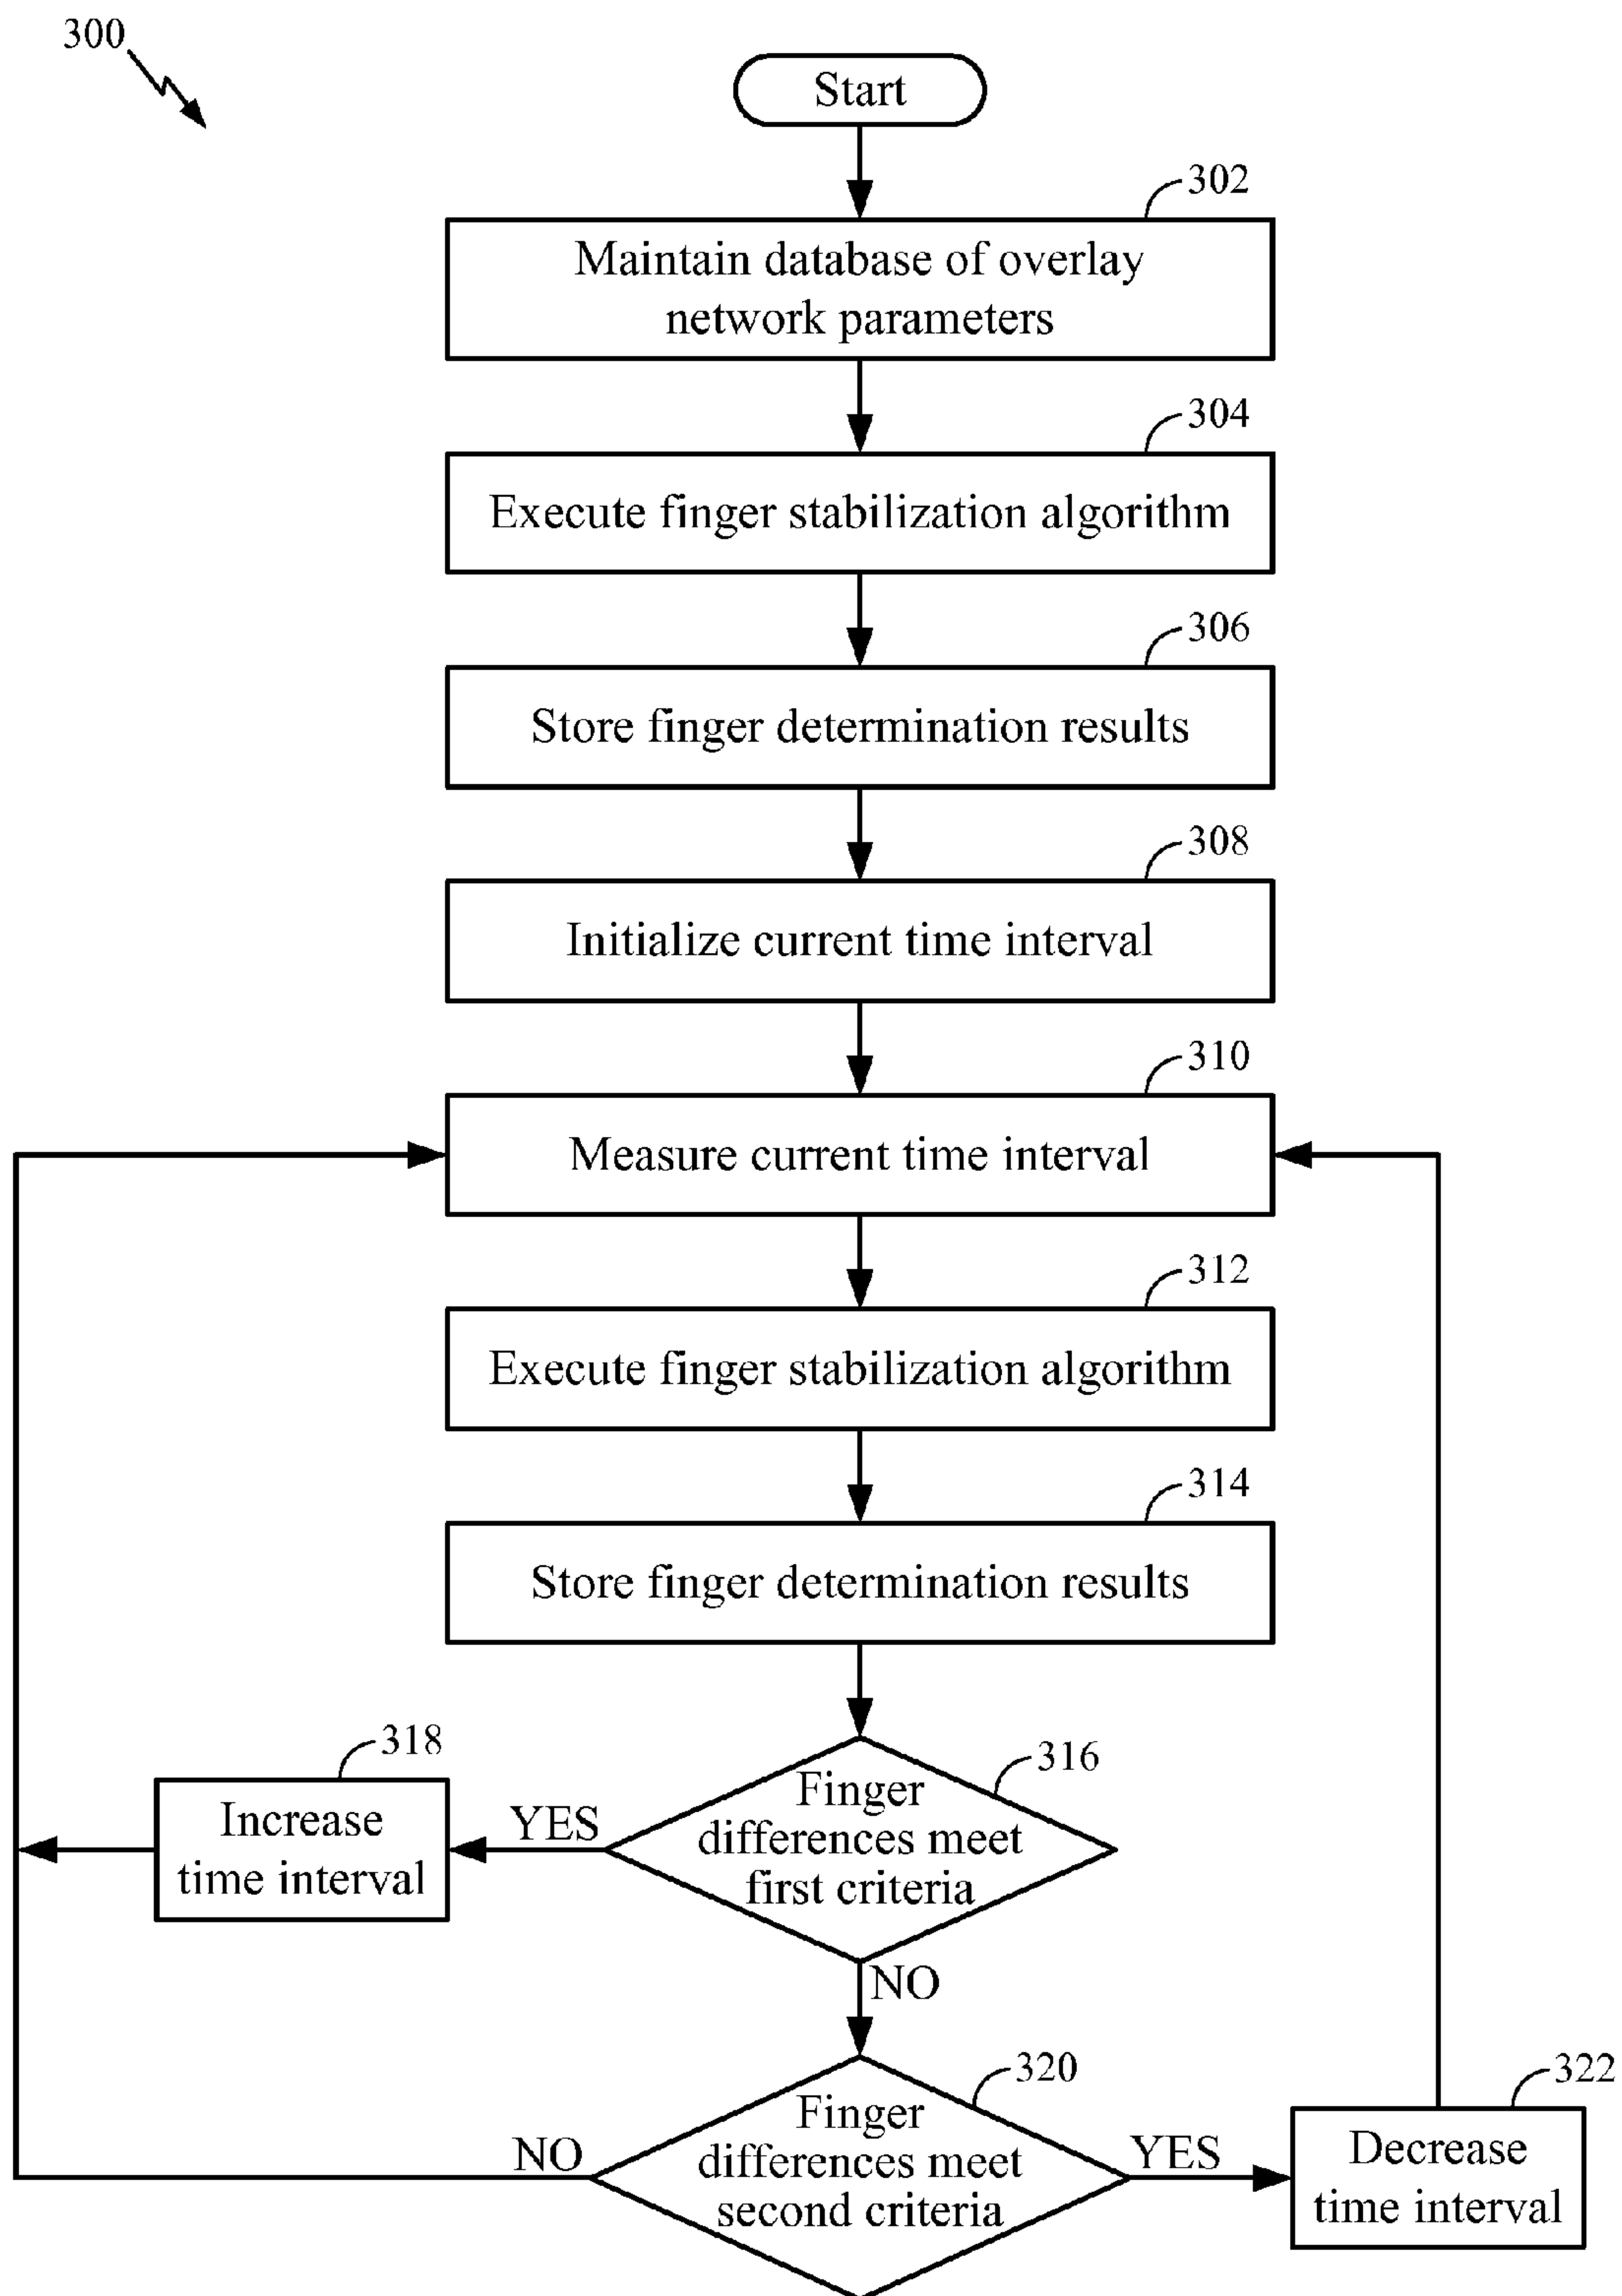 300
Start
302
Maintain database of overlay
network parameters
304
Execute finger stabilization algorithm
306
Store finger determination results
308
Initialize current time interval
310
Measure current time interval
312
Execute finger stabilization algorithm
314
Store finger determination results
316
Finger
differences meet
first criteria
YES
318
Increase
time interval
NO
320
Finger
differences meet
second criteria
NO
YES
322
Decrease
time interval